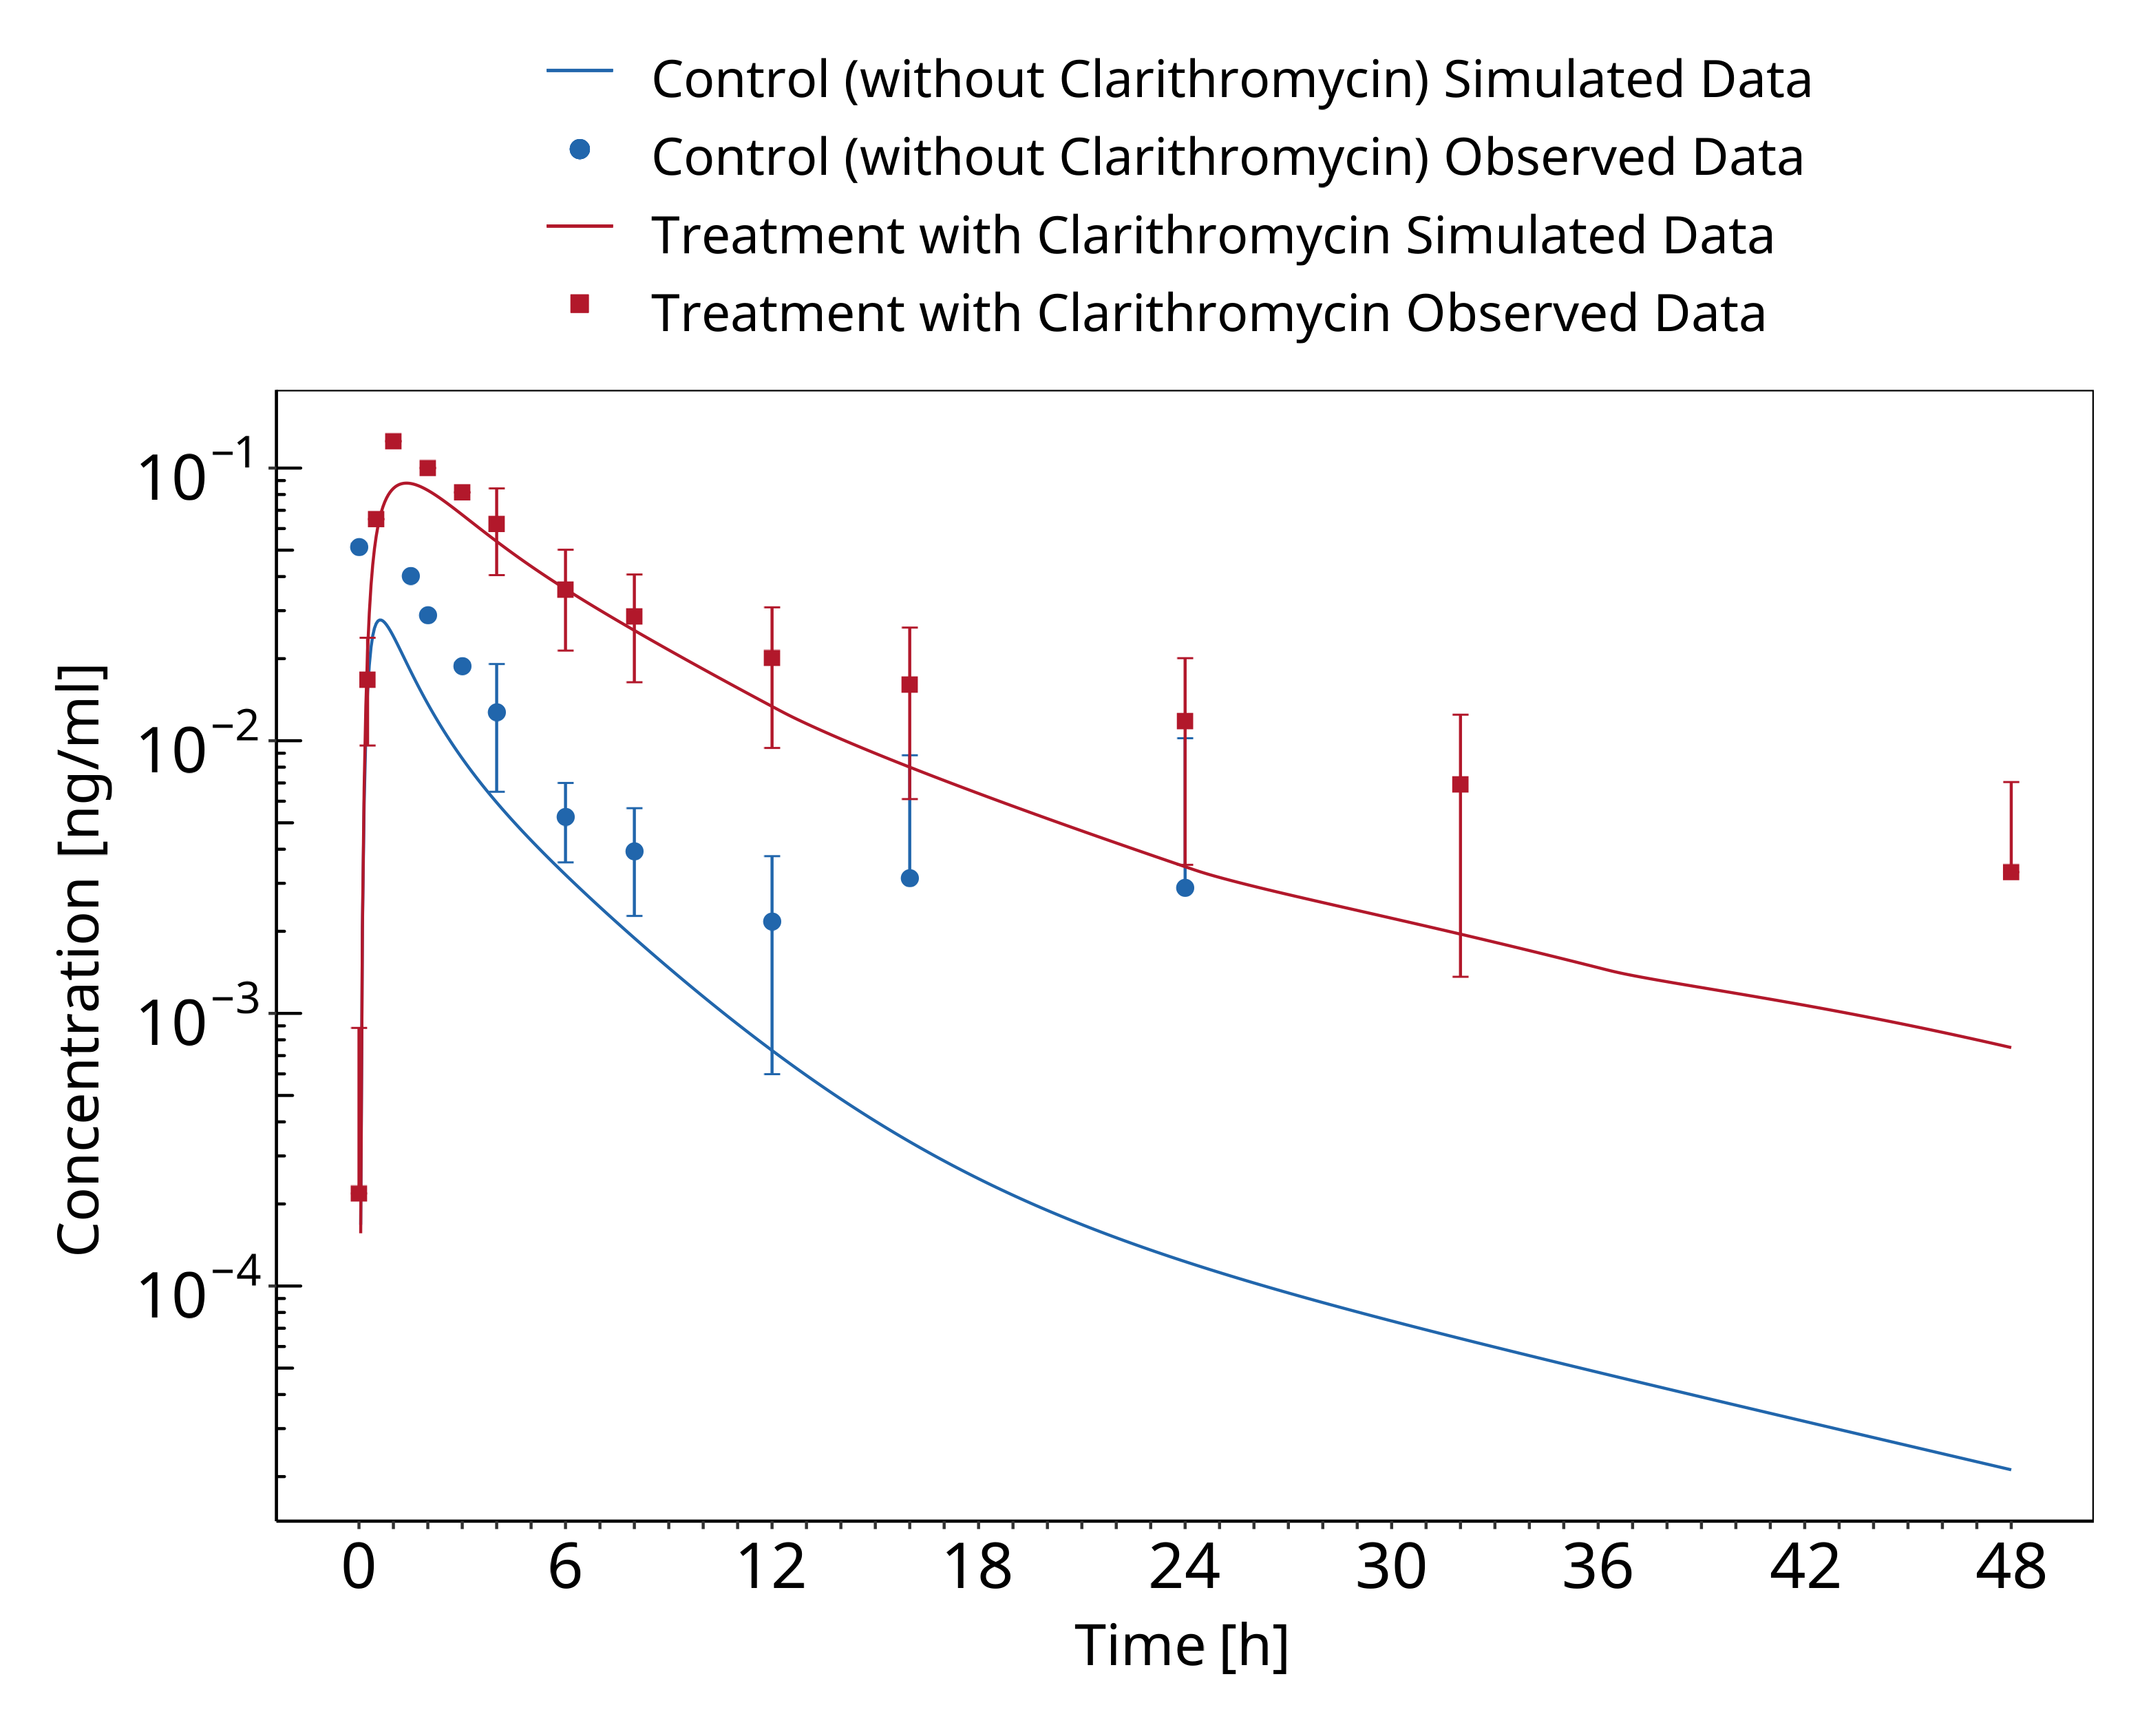 Control (without Clarithromycin) Simulated Data
Control (without Clarithromycin) Observed Data
Treatment with Clarithromycin Simulated Data
Treatment with Clarithromycin Observed Data
Concentration [ng/ml]
10⁻¹
10⁻²
10⁻³
10⁻⁴
0 6 12 18 24 30 36 42 48
Time [h]